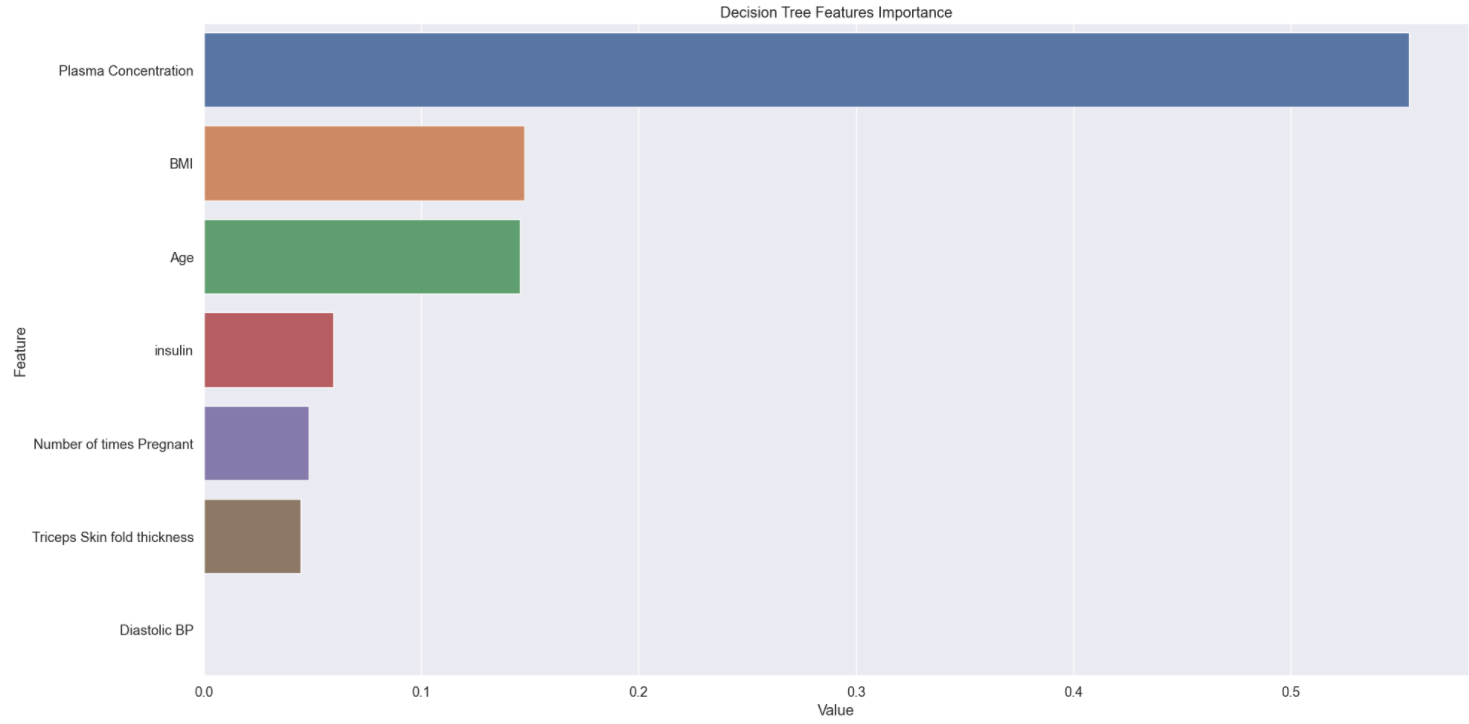 Decision Tree Features Importance
Plasma Concentration
BMI
Age
insulin
Number of times Pregnant
Triceps Skin fold thickness
Diastolic BP
Feature
0.0
0.1
0.2
0.3
0.4
0.5
Value